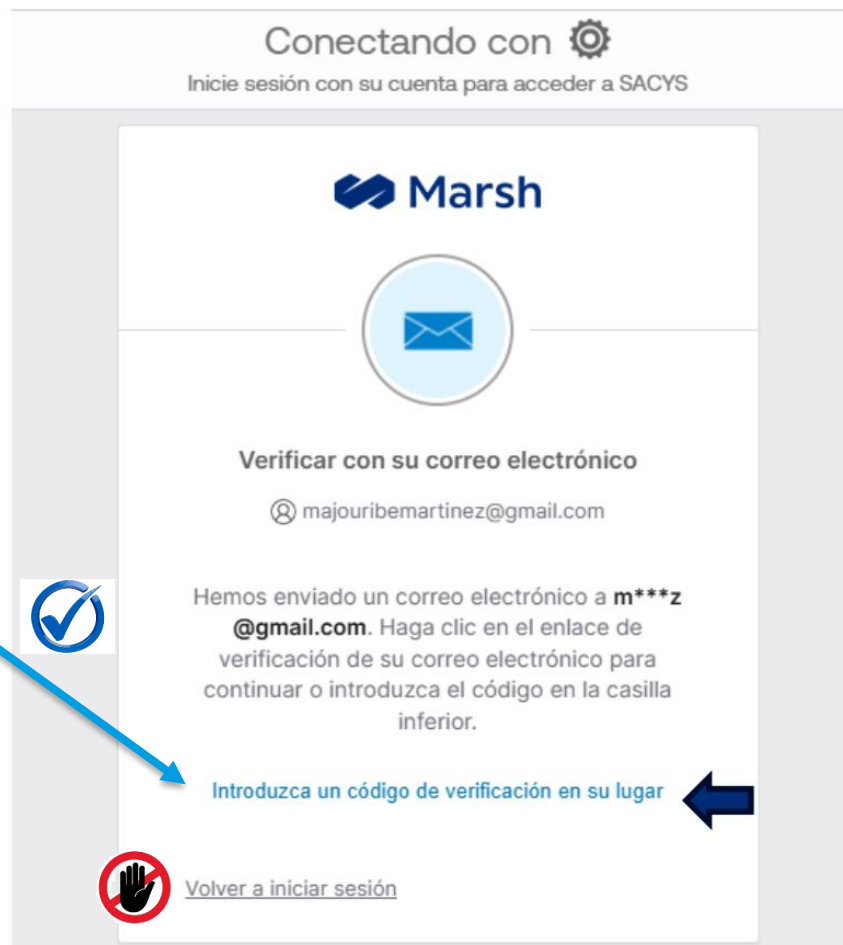 Conectando con
Inicie sesión con su cuenta para acceder a SACYS
Marsh
Verificar con su correo electrónico
majouribemartinez@gmail.com
Hemos enviado un correo electrónico a m***z
@gmail.com. Haga clic en el enlace de
verificación de su correo electrónico para
continuar o introduzca el código en la casilla
inferior.
Introduzca un código de verificación en su lugar
Volver a iniciar sesión